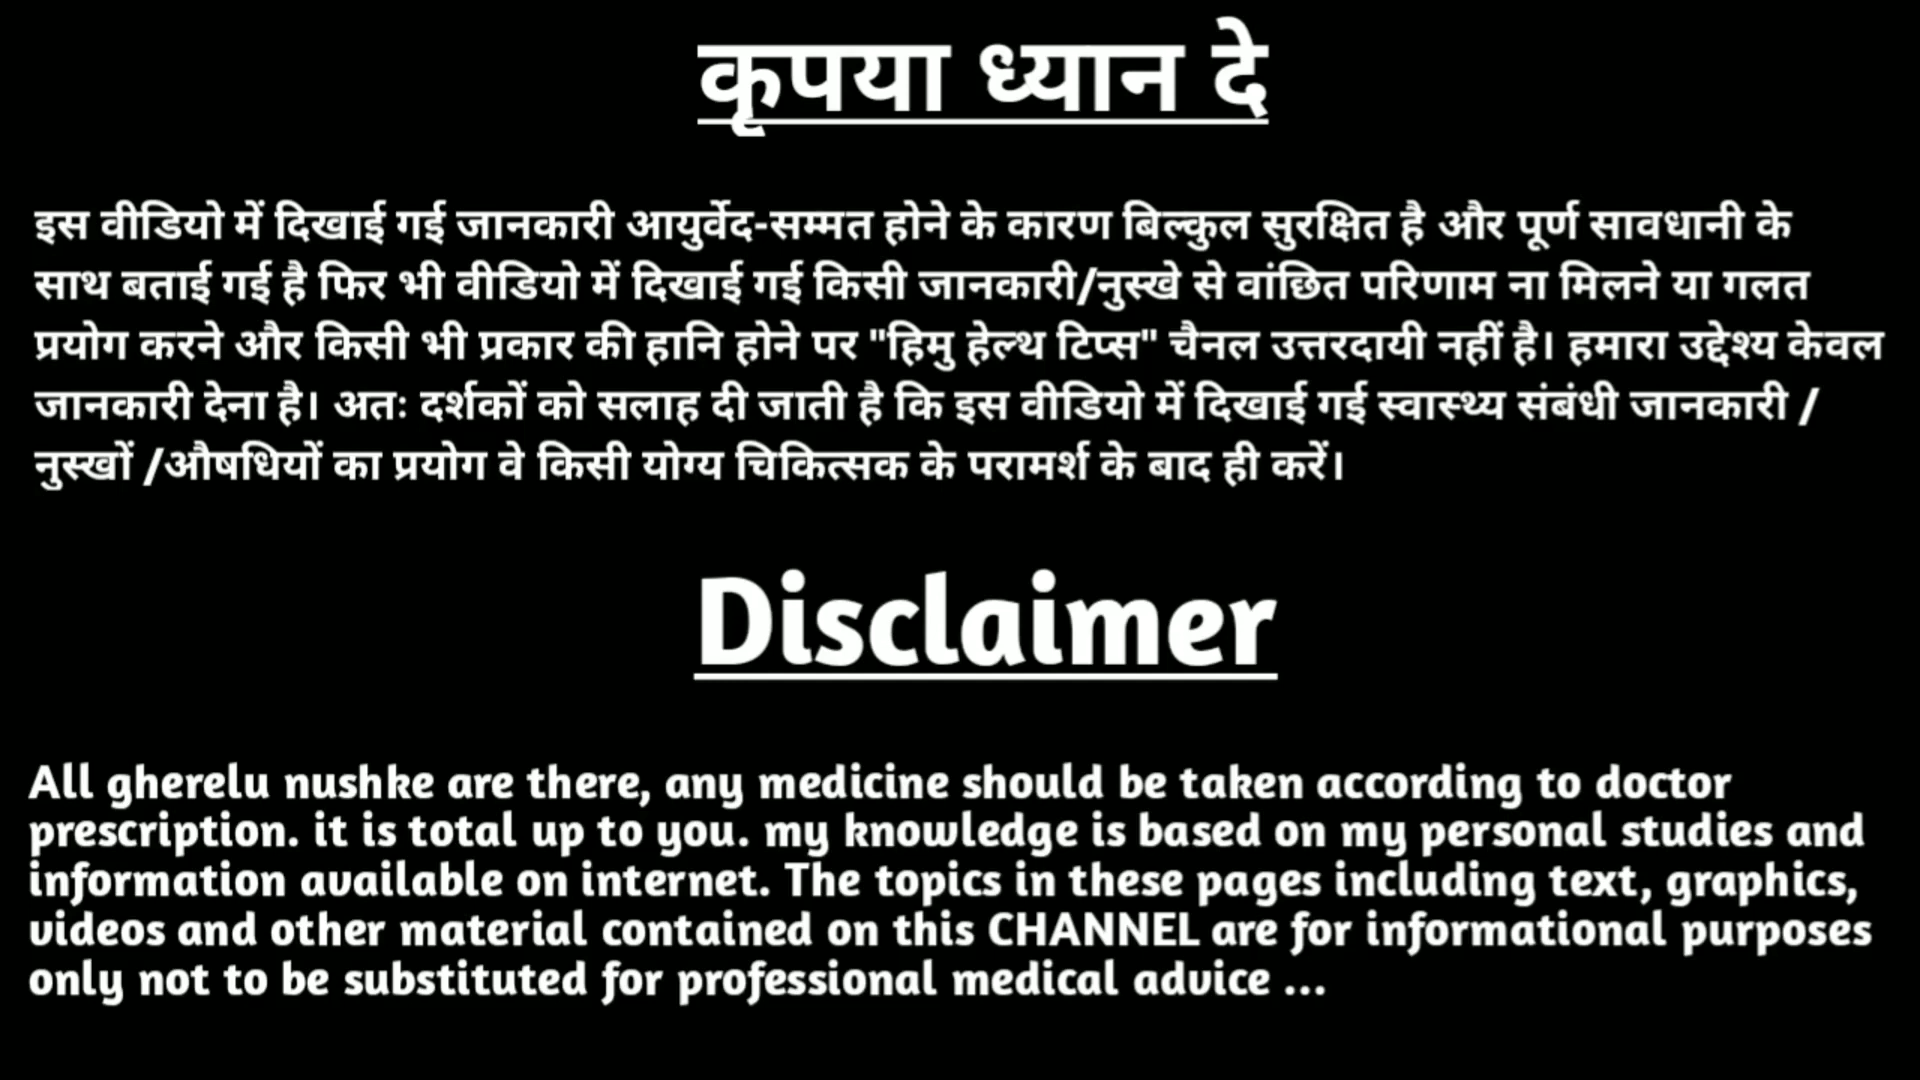 कृपया ध्यान दे
इस वीडियो में दिखाई गई जानकारी आयुर्वेद-सम्मत होने के कारण बिल्कुल सुरक्षित है और पूर्ण सावधानी के
साथ बताई गई है फिर भी वीडियो में दिखाई गई किसी जानकारी/नुस्खे से वांछित परिणाम ना मिलने या गलत
प्रयोग करने और किसी भी प्रकार की हानि होने पर "हिमु हेल्थ टिप्स" चैनल उत्तरदायी नहीं है। हमारा उद्देश्य केवल
जानकारी देना है। अतः दर्शकों को सलाह दी जाती है कि इस वीडियो में दिखाई गई स्वास्थ्य संबंधी जानकारी /
नुस्खों /औषधियों का प्रयोग वे किसी योग्य चिकित्सक के परामर्श के बाद ही करें।
Disclaimer
All gherelu nushke are there, any medicine should be taken according to doctor
prescription. it is total up to you. my knowledge is based on my personal studies and
information available on internet. The topics in these pages including text, graphics,
videos and other material contained on this CHANNEL are for informational purposes
only not to be substituted for professional medical advice ...